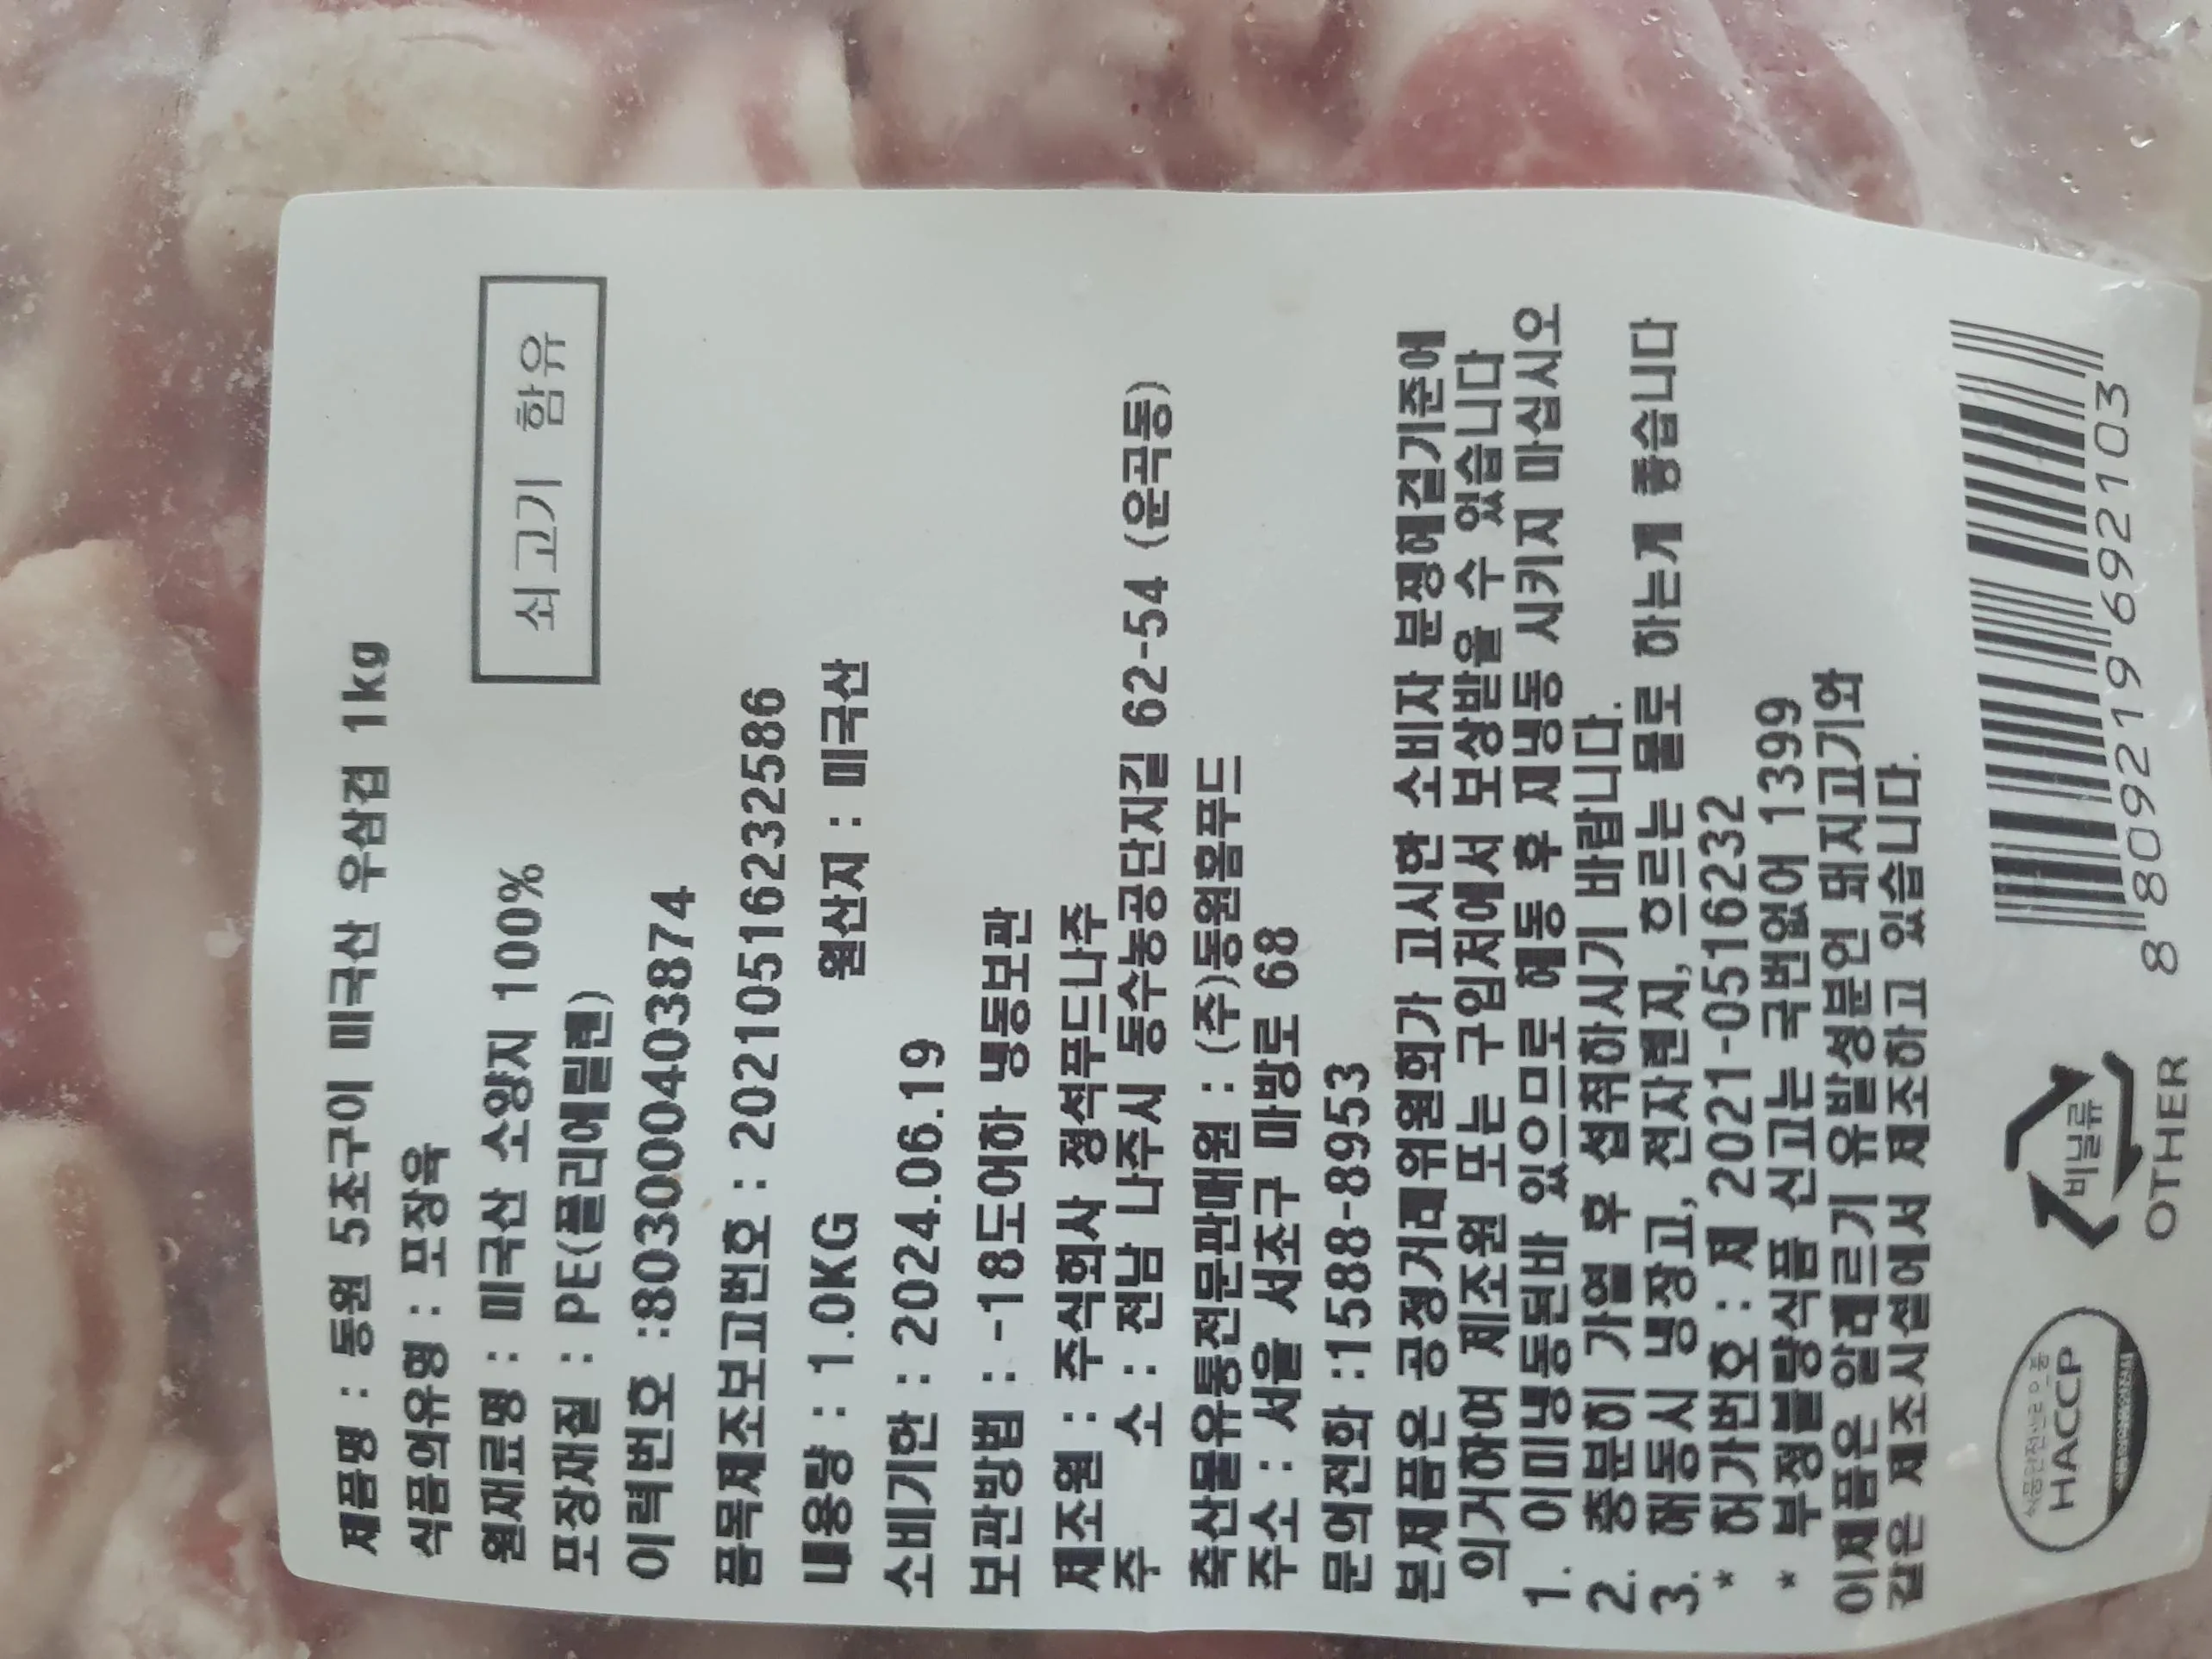 제품명 : 동원 5초구이 미국산 우삼겹 1kg
식품의유형 : 포장육
원재료명 : 미국산 소양지 100%
쇠고기 함유
포장재질 : PE(폴리에틸렌)
이력번호 :803000403874
품목제조보고번호 : 20210516232586
내용량 : 1.0KG 원산지 : 미국산
소비기한 : 2024.06.19
보관방법 : -18도이하 냉동보관
제조원 : 주식회사 정석푸드나주
주 소 : 전남 나주시 동수농공단지길 62-54 (운곡동)
축산물유통전문판매원 : (주)동원홈푸드
주소 : 서울 서초구 마방로 68
문의전화 :1588-8953
본제품은 공정거래위원회가 고시한 소비자 분쟁해결기준에
의거하여 제조원 또는 구입처에서 보상받을 수 있습니다
1. 이미냉동된바 있으므로 해동 후 재냉동 시키지 마십시오
2. 충분히 가열 후 섭취하시기 바랍니다.
3. 해동시 냉장고, 전자렌지, 흐르는 물로 하는게 좋습니다
* 허가번호 : 제 2021-0516232
* 부정불량식품 신고는 국번없이 1399
이제품은 알레르기 유발성분인 돼지고기와
같은 제조시설에서 제조하고 있습니다.
HACCP
비닐류
OTHER
8 809219 692103